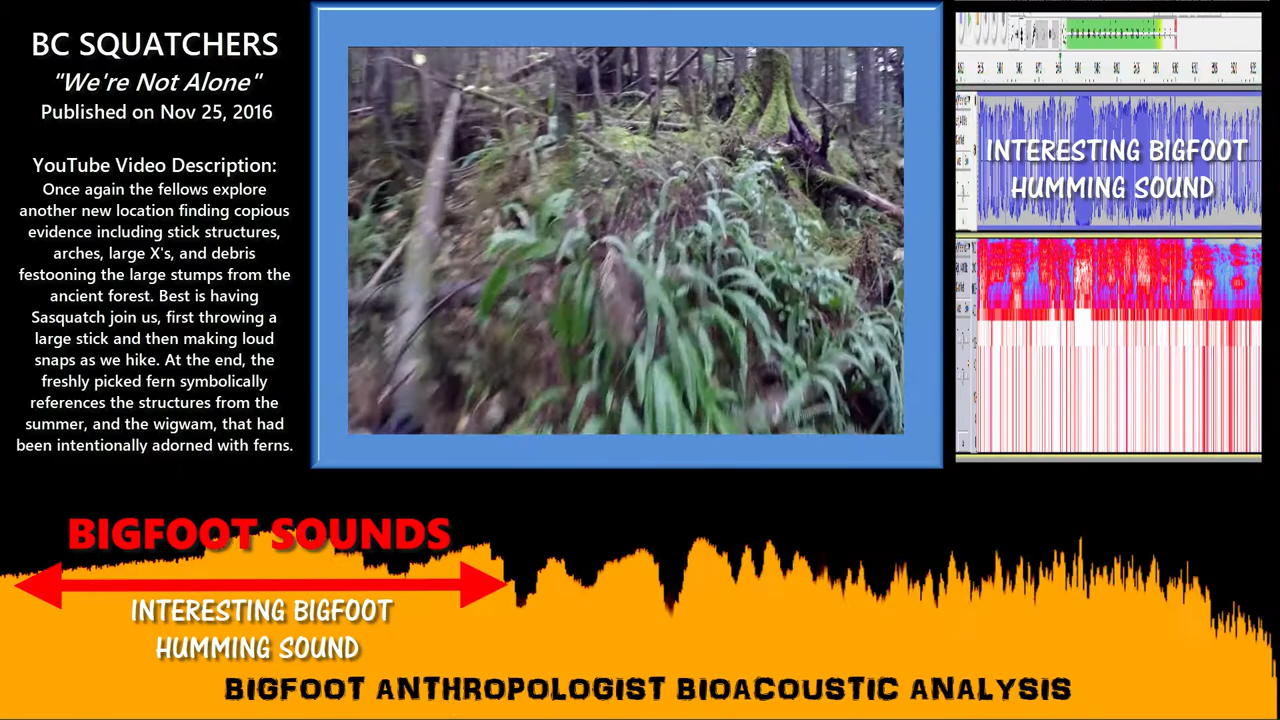 BC SQUATCHERS
"We're Not Alone"
Published on Nov 25, 2016
YouTube Video Description:
Once again the fellows explore
another new location finding copious
evidence including stick structures,
arches, large X's, and debris
festooning the large stumps from the
ancient forest. Best is having
Sasquatch join us, first throwing a
large stick and then making loud
snaps as we hike. At the end, the
freshly picked fern symbolically
references the structures from the
summer, and the wigwam, that had
been intentionally adorned with ferns.
INTERESTING BIGFOOT
HUMMING SOUND
BIGFOOT SOUNDS
INTERESTING BIGFOOT
HUMMING SOUND
BIGFOOT ANTHROPOLOGIST BIOACOUSTIC ANALYSIS